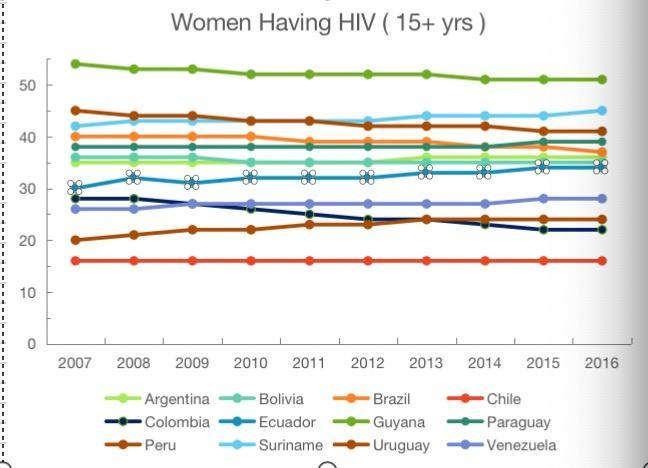 Women Having HIV ( 15+ yrs )
50
40
30
20
10
0
2007 2008 2009 2010 2011 2012 2013 2014 2015 2016
Argentina Bolivia Brazil Chile
Colombia Ecuador Guyana Paraguay
Peru Suriname Uruguay Venezuela